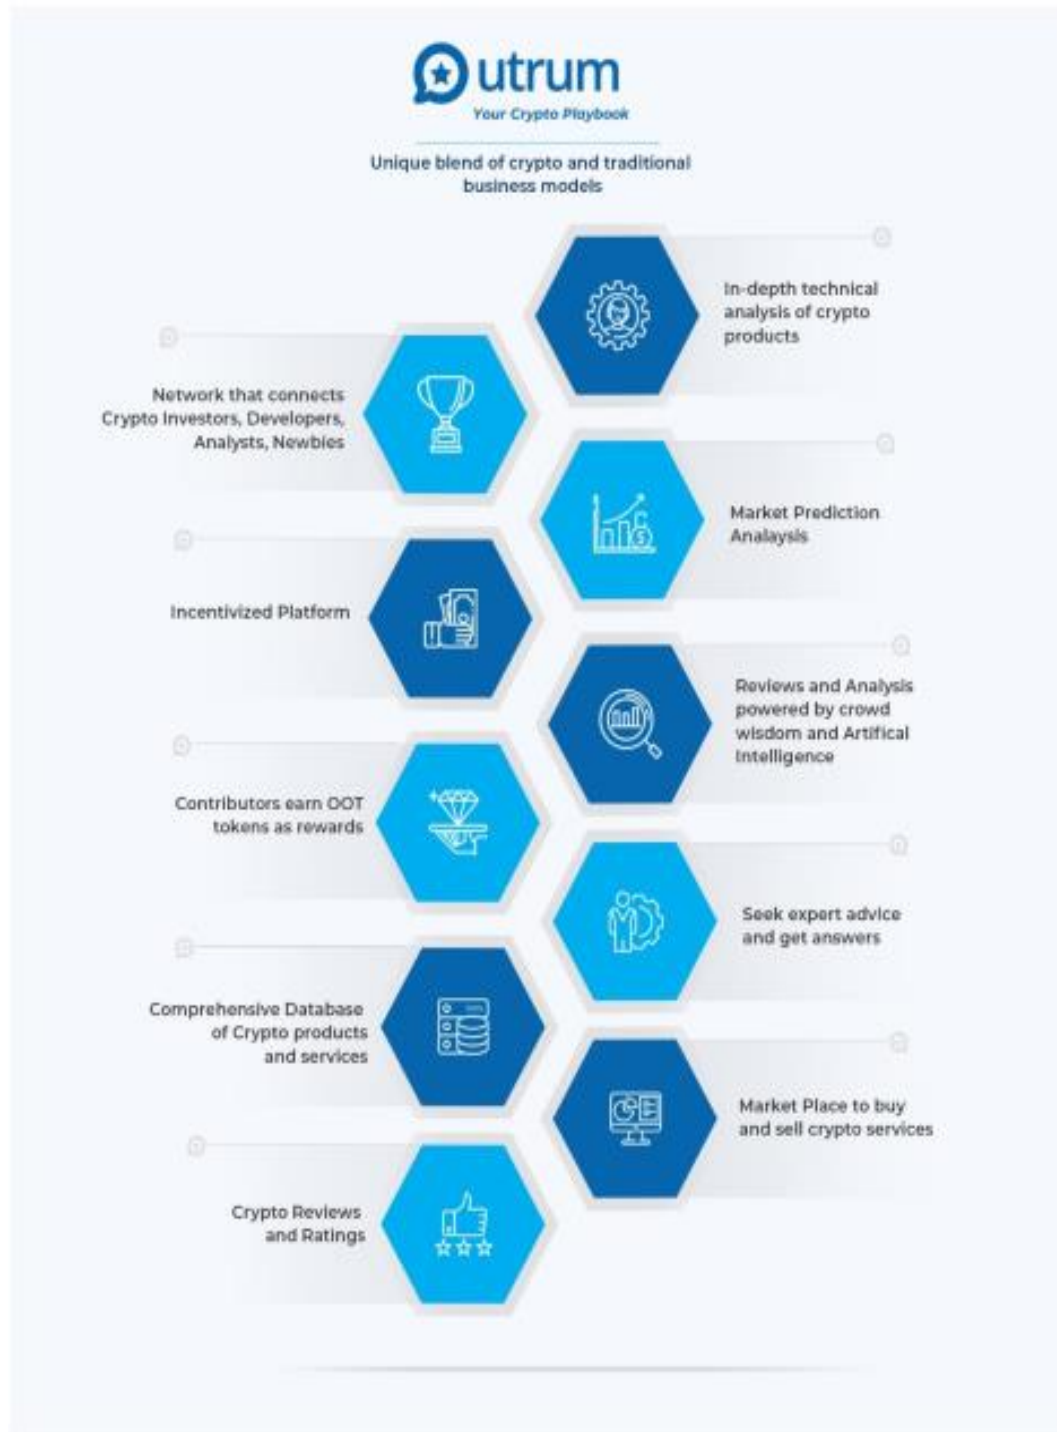 utrum
Your Crypto Playbook
Unique blend of crypto and traditional
business models
In-depth technical
analysis of crypto
products
Network that connects
Crypto Investors, Developers,
Analysts, Newbies
Market Prediction
Analaysis
Incentivized Platform
Reviews and Analysis
powered by crowd
wisdom and Artifical
Intelligence
Contributors earn OOT
tokens as rewards
Seek expert advice
and get answers
Comprehensive Database
of Crypto products
and services
Market Place to buy
and sell crypto services
Crypto Reviews
and Ratings